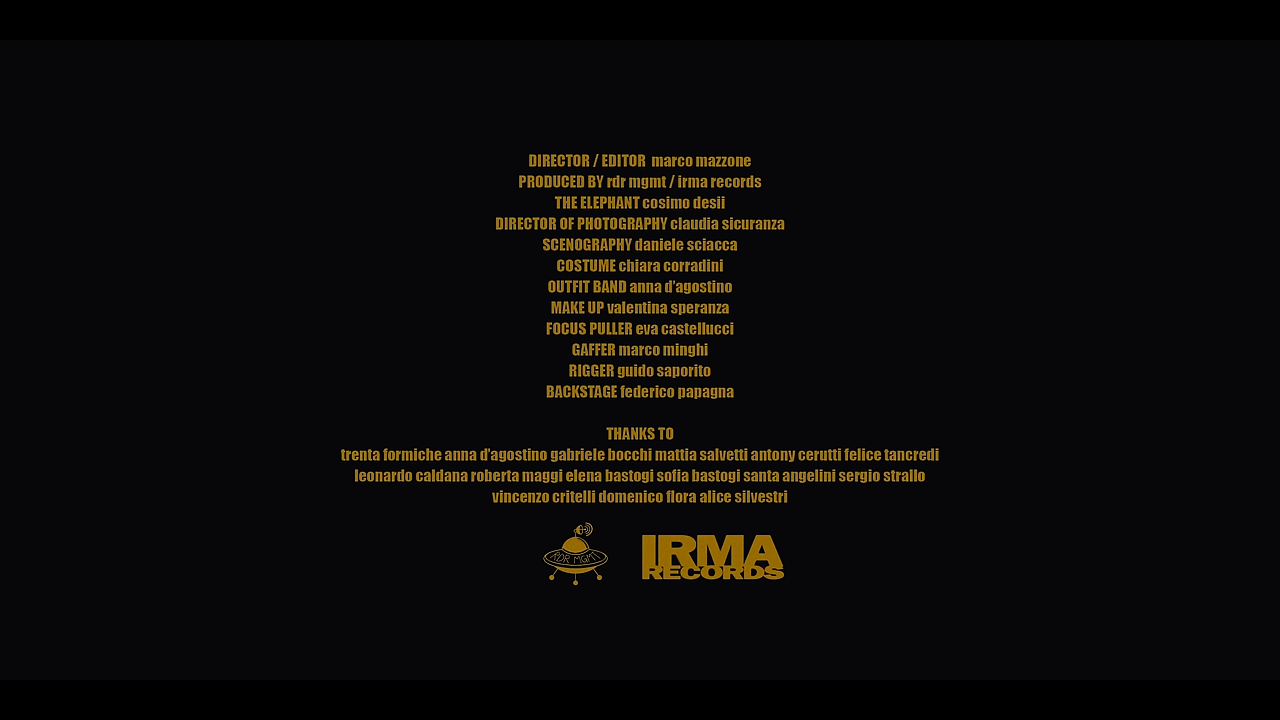 DIRECTOR / EDITOR marco mazzone
PRODUCED BY rdr mgmt / irma records
THE ELEPHANT cosimo desii
DIRECTOR OF PHOTOGRAPHY claudia sicuranza
SCENOGRAPHY daniele sciacca
COSTUME chiara corradini
OUTFIT BAND anna d'agostino
MAKE UP valentina speranza
FOCUS PULLER eva castellucci
GAFFER marco minghi
RIGGER guido saporito
BACKSTAGE federico papagna
THANKS TO
trenta formiche anna d'agostino gabriele bocchi mattia salvetti antony cerutti felice tancredi
leonardo caldana roberta maggi elena bastogi sofia bastogi santa angelini sergio strallo
vincenzo critelli domenico flora alice silvestri
RDR MGMT
IRMA
RECORDS